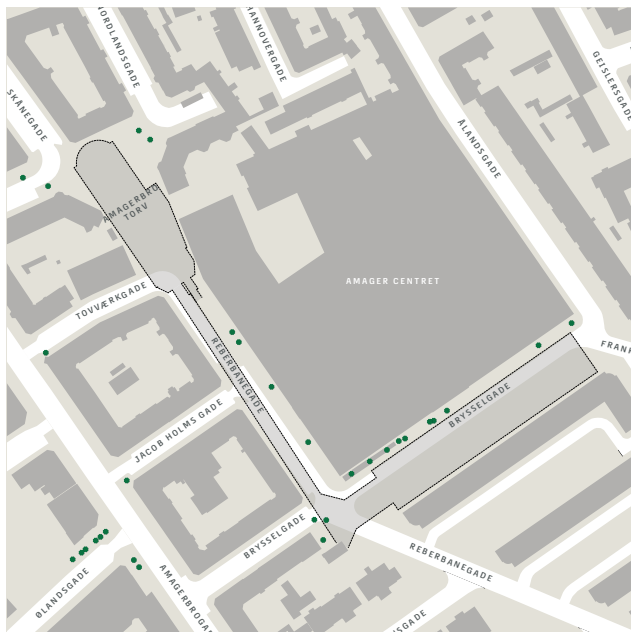 NORDLANDSGADE
HANNOVERGADE
GEISLERSGADE
SKÅNEGADE
ÅLANDSGADE
AMAGERBRO
TORV
AMAGER CENTRET
TOVVÆRKGADE
FRANK
REBERBANEGADE
BRYSSELGADE
JACOB HOLMS GADE
BRYSSELGADE
REBERBANEGADE
ØLANDSGADE
AMAGERBROGA